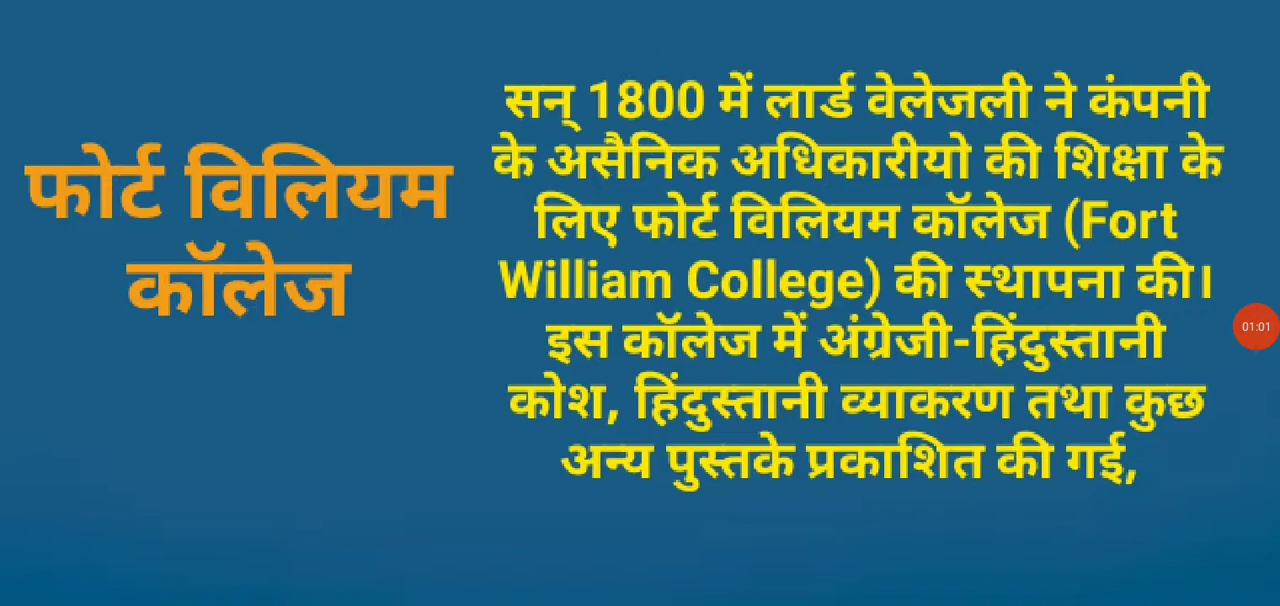 फोर्ट विलियम
कॉलेज
सन् 1800 में लार्ड वेलेजली ने कंपनी
के असैनिक अधिकारीयो की शिक्षा के
लिए फोर्ट विलियम कॉलेज (Fort
William College) की स्थापना की।
इस कॉलेज में अंग्रेजी-हिंदुस्तानी
कोश, हिंदुस्तानी व्याकरण तथा कुछ
अन्य पुस्तके प्रकाशित की गई,
01:01